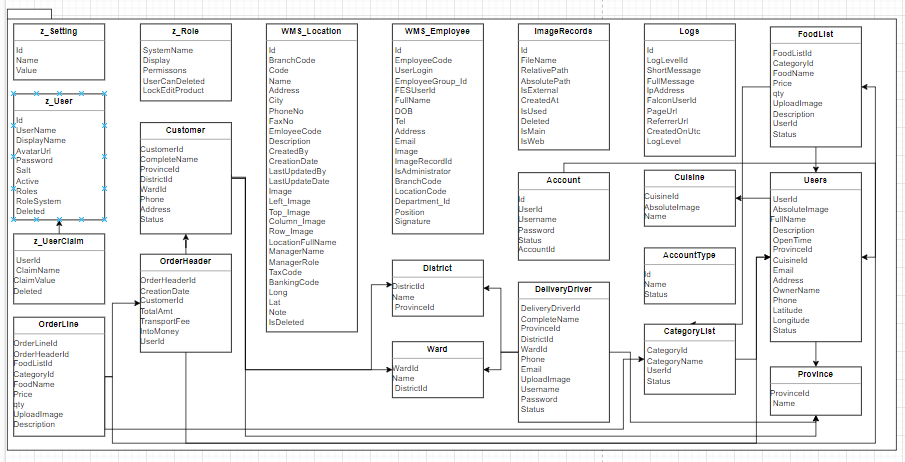 z_Setting
Id
Name
Value
z_Role
SystemName
Display
Permissons
UserCanDeleted
LockEditProduct
WMS_Location
Id
BranchCode
Code
Name
Address
City
PhoneNo
FaxNo
EmloyeeCode
Description
CreatedBy
CreationDate
LastUpdatedBy
LastUpdateDate
Image
Left_Image
Top_Image
Column_Image
Row_Image
LocationFullName
ManagerName
ManagerRole
TaxCode
BankingCode
Long
Lat
Note
IsDeleted
WMS_Employee
Id
EmployeeCode
UserLogin
EmployeeGroup_Id
FESUserId
FullName
DOB
Tel
Address
Email
Image
ImageRecordId
IsAdministrator
BranchCode
LocationCode
Department_Id
Position
Signature
ImageRecords
Id
FileName
RelativePath
AbsolutePath
IsExternal
CreatedAt
IsUsed
Deleted
IsMain
IsWeb
Logs
Id
LogLevelId
ShortMessage
FullMessage
IpAddress
FalconUserId
PageUrl
ReferrerUrl
CreatedOnUtc
LogLevel
FoodList
FoodListId
CategoryId
FoodName
Price
qty
UploadImage
Description
UserId
Status
z_User
Id
UserName
DisplayName
AvatarUrl
Password
Salt
Active
Roles
RoleSystem
Deleted
Customer
CustomerId
CompleteName
ProvinceId
DistrictId
WardId
Phone
Address
Status
Account
Id
UserId
Username
Password
Status
AccountId
Cuisine
CuisineId
AbsoluteImage
Name
Users
UserId
AbsoluteImage
FullName
Description
OpenTime
ProvinceId
CuisineId
Email
Address
OwnerName
Phone
Latitude
Longitude
Status
z_UserClaim
UserId
ClaimName
ClaimValue
Deleted
OrderHeader
OrderHeaderId
CreationDate
CustomerId
TotalAmt
TransportFee
IntoMoney
UserId
District
DistrictId
Name
ProvinceId
AccountType
Id
Name
Status
DeliveryDriver
DeliveryDriverId
CompleteName
ProvinceId
DistrictId
WardId
Phone
Email
UploadImage
Username
Password
Status
OrderLine
OrderLineId
OrderHeaderId
FoodListId
CategoryId
FoodName
Price
qty
UploadImage
Description
Ward
WardId
Name
DistrictId
CategoryList
CategoryId
CategoryName
UserId
Status
Province
ProvinceId
Name